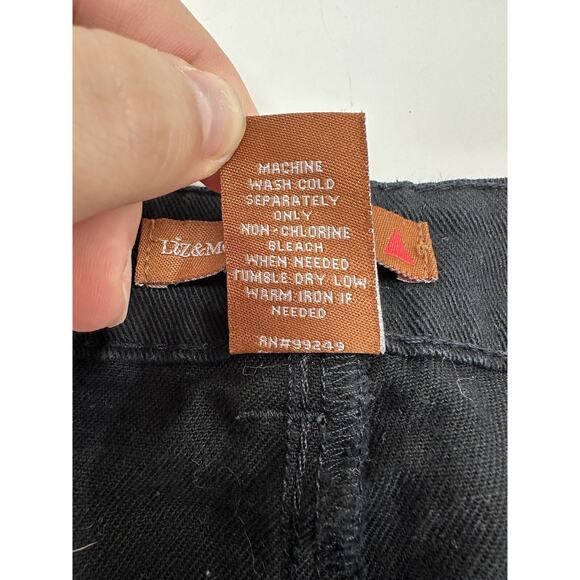 MACHINE
WASH COLD
SEPARATELY
ONLY
NON-CHLORINE
BLEACH
WHEN NEEDED
TUMBLE DRY LOW
WARM IRON IF
NEEDED
RN#99249
LIZ&M